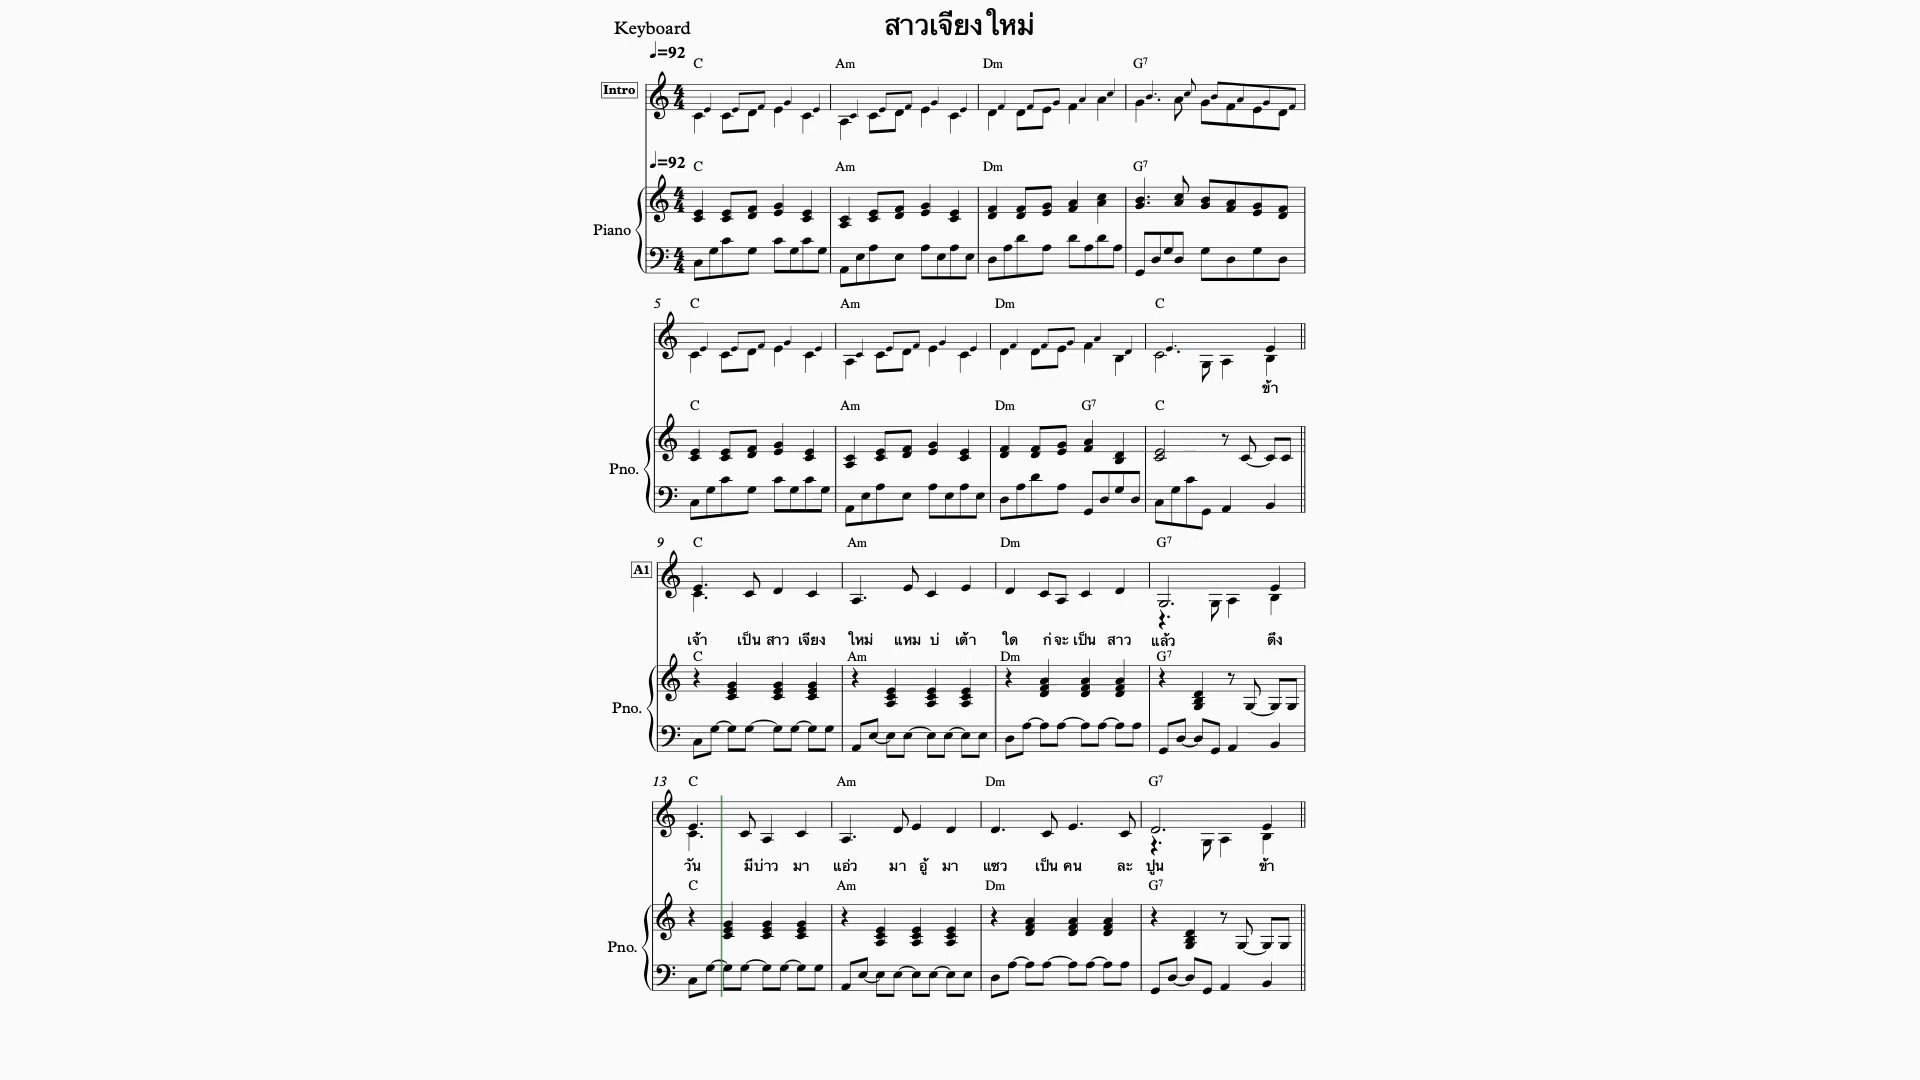 สาวเจียงใหม่
Keyboard
♩=92
C Am Dm G7
Intro
♩=92
C Am Dm G7
Piano
5 C Am Dm C
ข้า
C Am Dm G7 C
Pno.
9 C Am Dm G7
A1
เจ้า เป็น สาว เจียง ใหม่ แหม บ่ เต้า ใด ก่ จะ เป็น สาว แล้ว ตึง
C Am Dm G7
Pno.
13 C Am Dm G7
วัน มี บ่าว มา แอ่ว มา อู้ มา แซว เป็น คน ละ ปูน ข้า
C Am Dm G7
Pno.